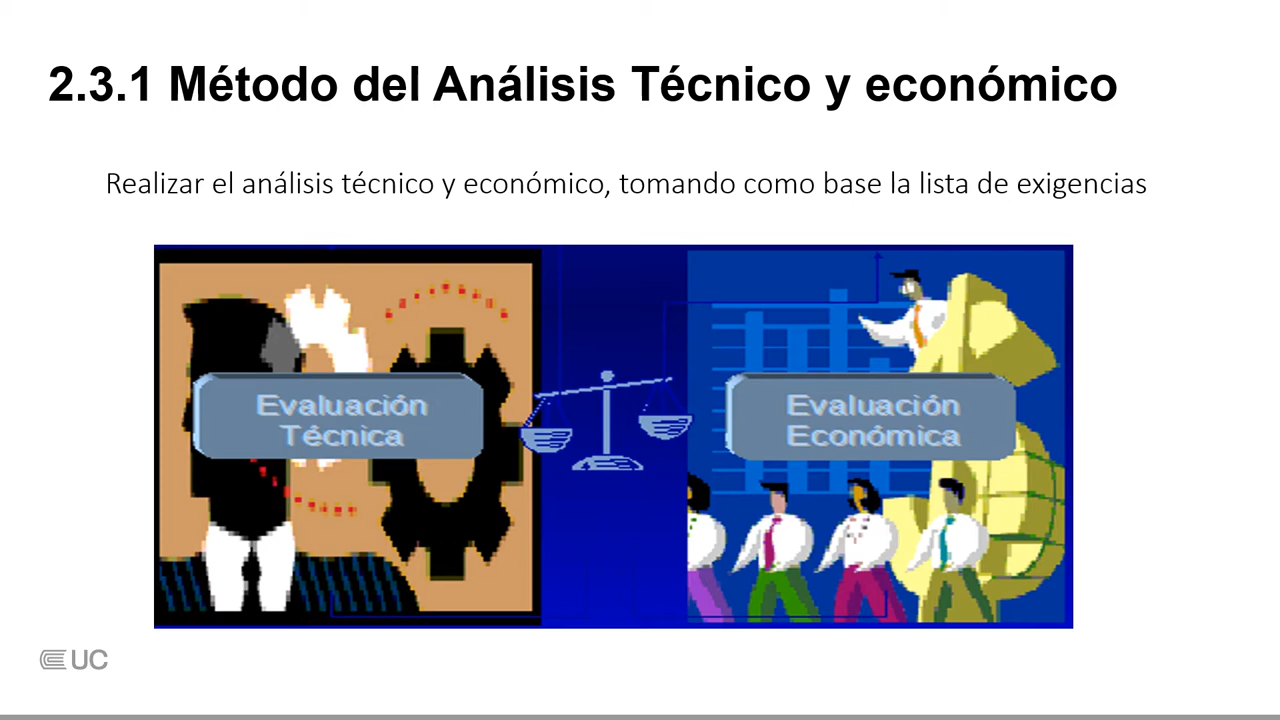 2.3.1 Método del Análisis Técnico y económico
Realizar el análisis técnico y económico, tomando como base la lista de exigencias
Evaluación
Técnica
Evaluación
Económica
UC